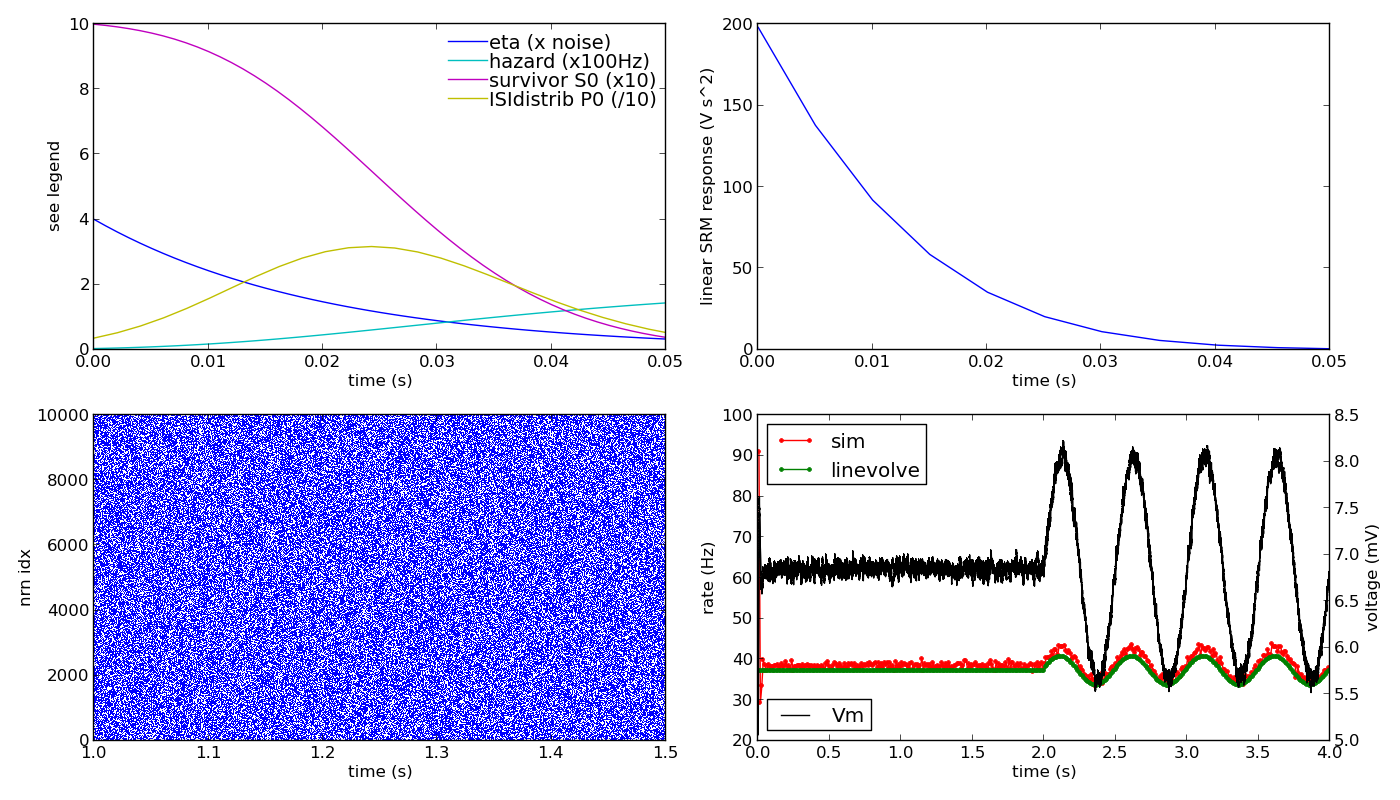 10
8
6
4
2
0
see legend
eta (x noise)
hazard (x100Hz)
survivor S0 (x10)
ISIdistrib P0 (/10)
0.00 0.01 0.02 0.03 0.04 0.05
time (s)
200
150
100
50
0
linear SRM response (V s^2)
0.00 0.01 0.02 0.03 0.04 0.05
time (s)
10000
8000
6000
4000
2000
0
nrn idx
1.0 1.1 1.2 1.3 1.4 1.5
time (s)
100
90
80
70
60
50
40
30
20
rate (Hz)
sim
linevolve
Vm
0.0 0.5 1.0 1.5 2.0 2.5 3.0 3.5 4.0
time (s)
8.5
8.0
7.5
7.0
6.5
6.0
5.5
5.0
voltage (mV)